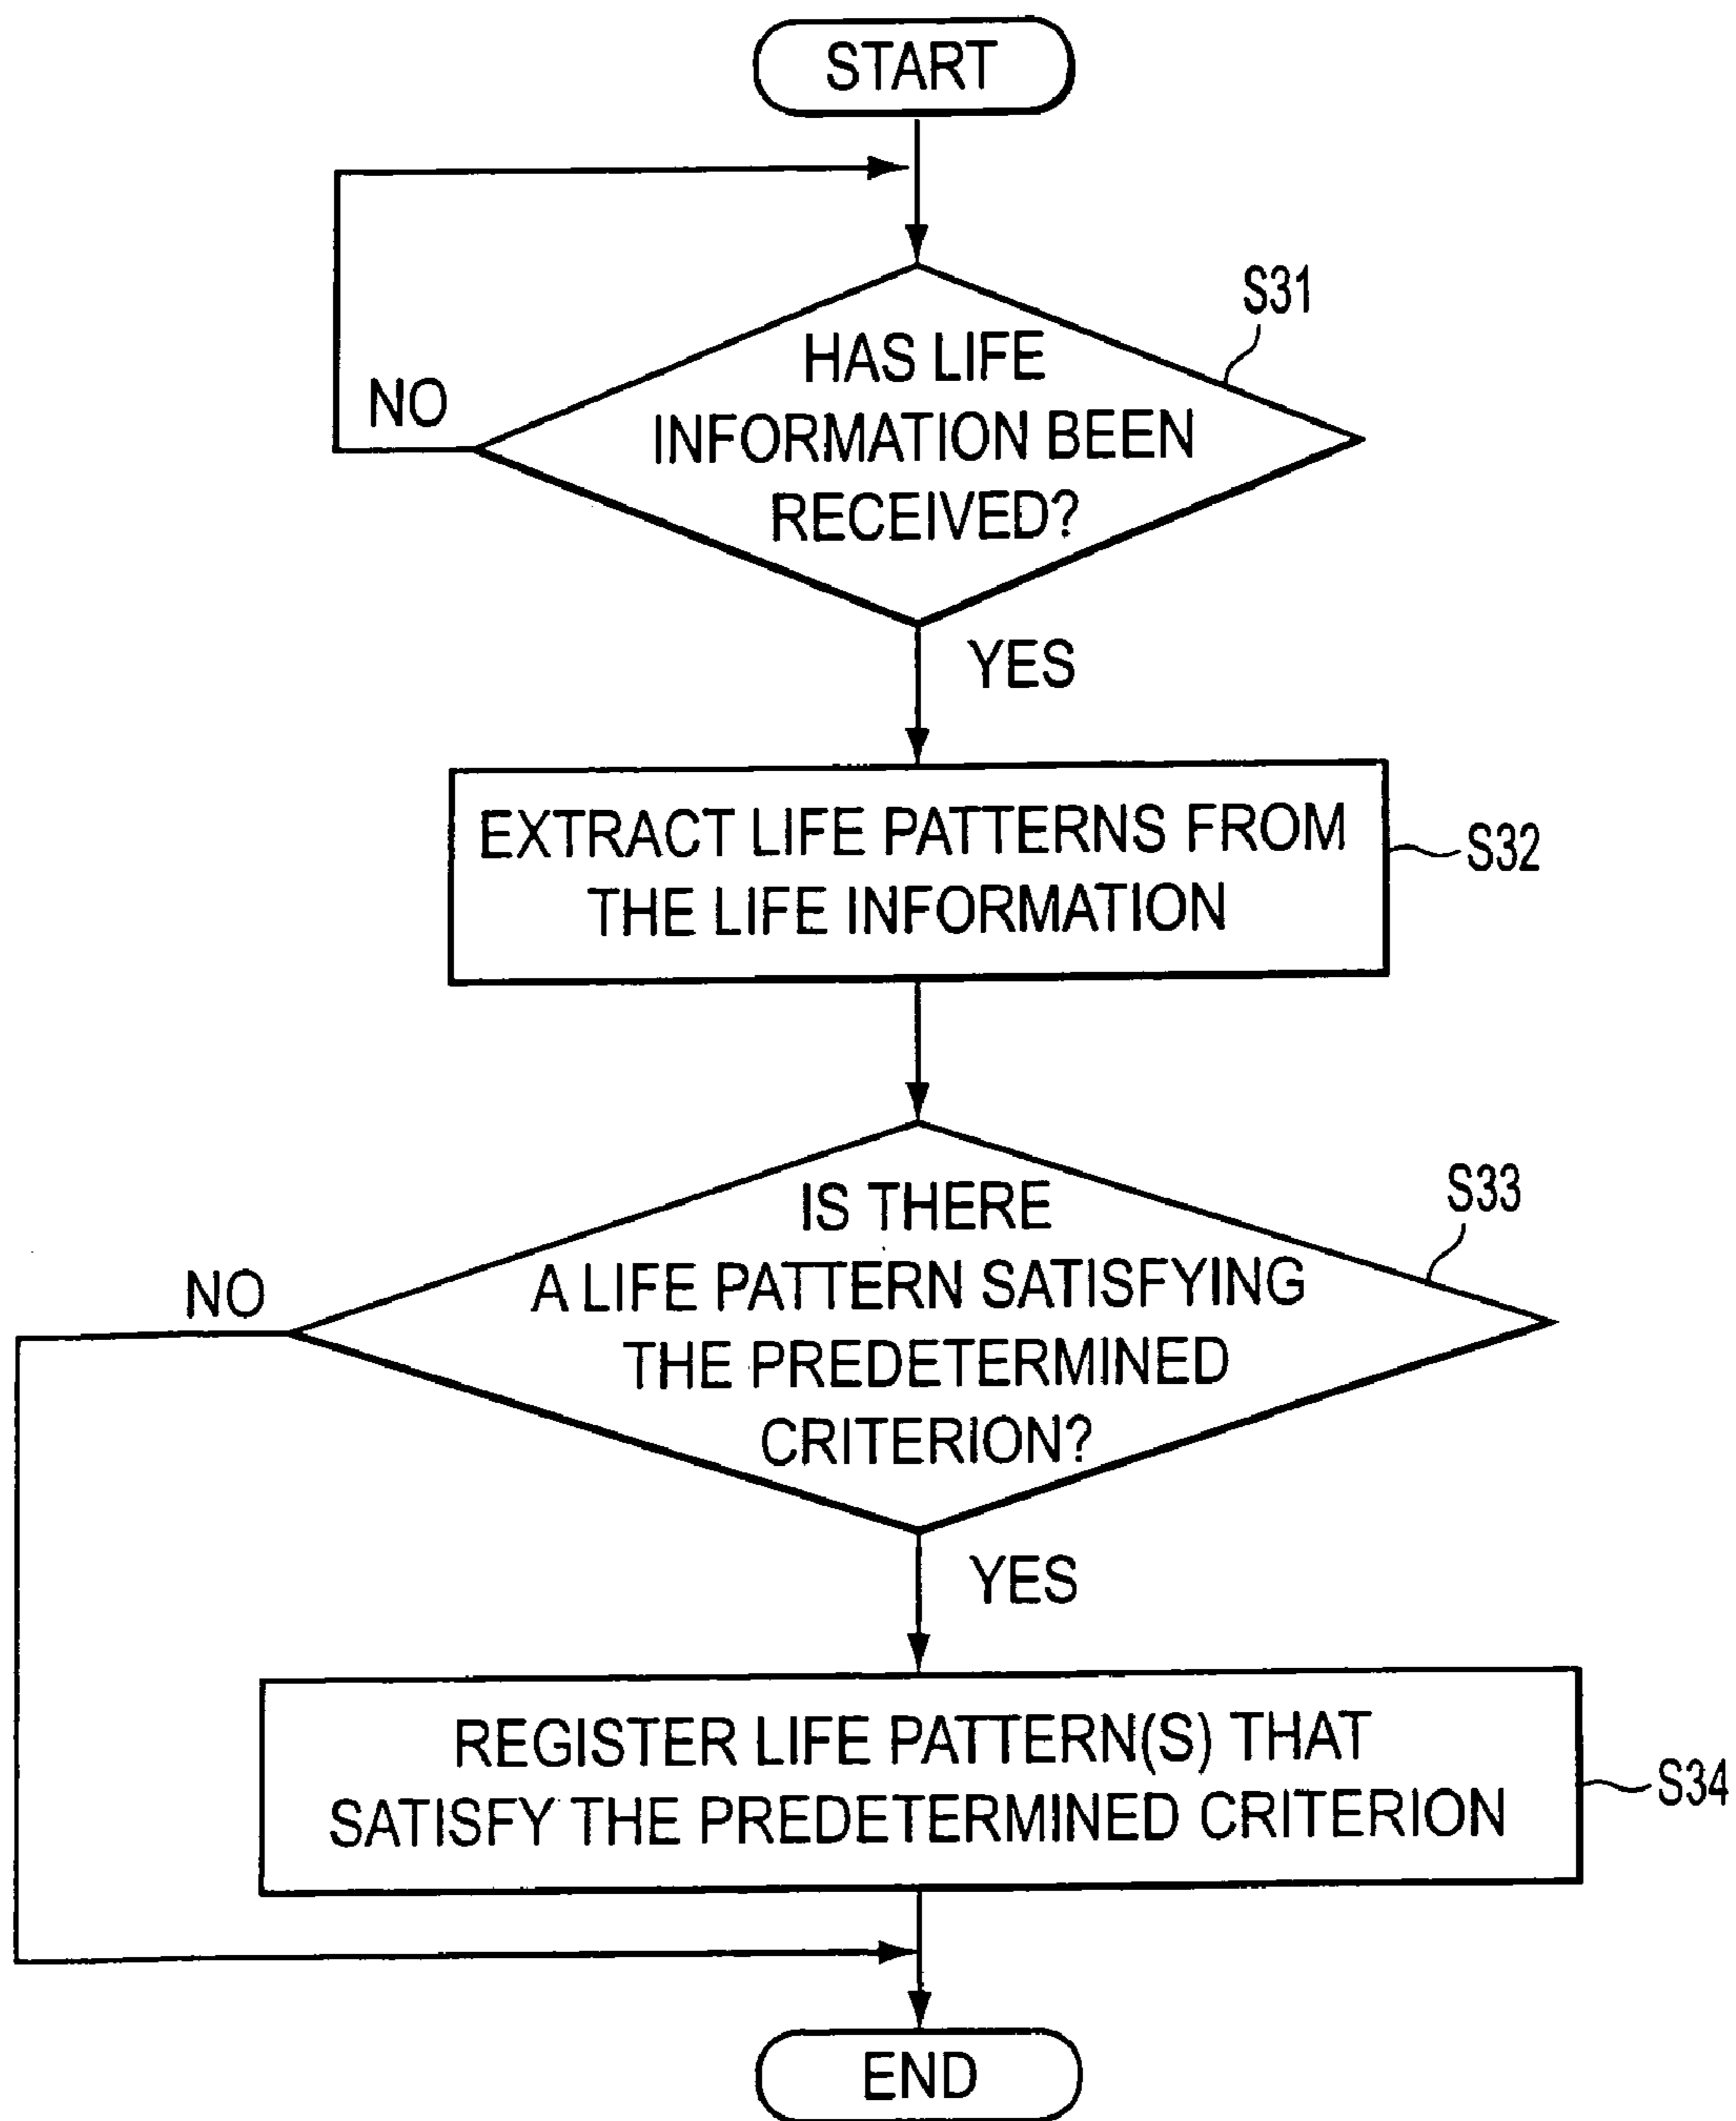 START
S31
HAS LIFE
INFORMATION BEEN
RECEIVED?
NO
YES
EXTRACT LIFE PATTERNS FROM
THE LIFE INFORMATION
S32
S33
IS THERE
A LIFE PATTERN SATISFYING
THE PREDETERMINED
CRITERION?
NO
YES
REGISTER LIFE PATTERN(S) THAT
SATISFY THE PREDETERMINED CRITERION
S34
END